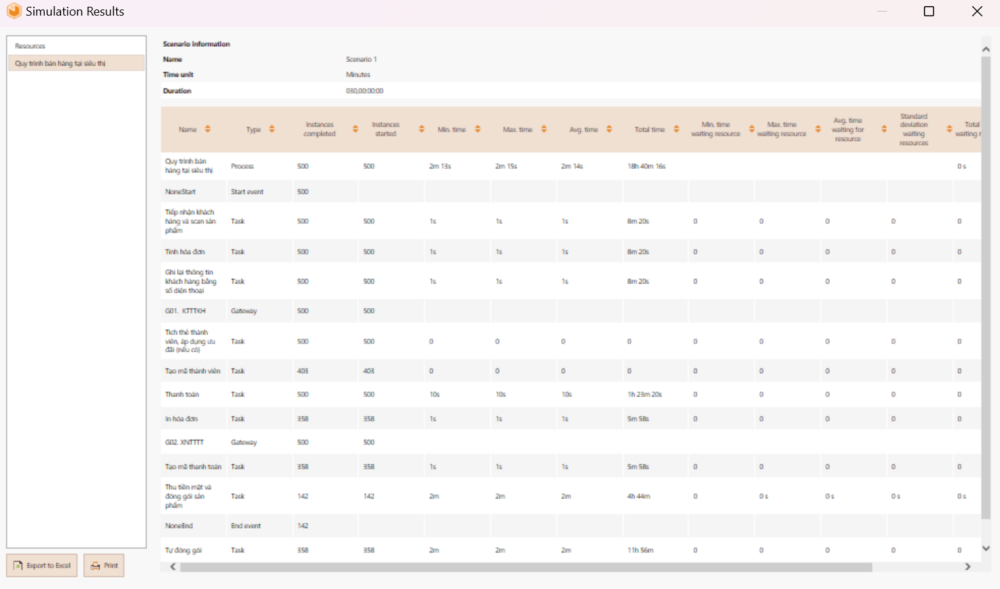 Simulation Results
Resources
Quy trình bán hàng tại siêu thị
Scenario information
Name Scenario 1
Time unit Minutes
Duration 030,00:00:00
Name Type Instances completed Instances started Min. time Max. time Avg. time Total time Min. time waiting resource Max. time waiting resource Avg. time waiting for resource Standard deviation waiting resources Total waiting r
Quy trình bán hàng tại siêu thị Process 500 500 2m 13s 2m 15s 2m 14s 18h 40m 16s 0 s
NoneStart Start event 500
Tiếp nhận khách hàng và scan sản phẩm Task 500 500 1s 1s 1s 8m 20s 0 0 0 0 0
Tính hóa đơn Task 500 500 1s 1s 1s 8m 20s 0 0 0 0 0
Ghi lại thông tin khách hàng bằng số điện thoại Task 500 500 1s 1s 1s 8m 20s 0 0 0 0 0
G01. KTTTKH Gateway 500 500
Tích thẻ thành viên, áp dụng ưu đãi (nếu có) Task 500 500 0 0 0 0 0 0 0 0 0
Tạo mã thành viên Task 403 403 0 0 0 0 0 0 0 0 0
Thanh toán Task 500 500 10s 10s 10s 1h 23m 20s 0 0 0 0 0
In hóa đơn Task 358 358 1s 1s 1s 5m 58s 0 0 0 0 0
G02. XNTTTT Gateway 500 500
Tạo mã thanh toán Task 358 358 1s 1s 1s 5m 58s 0 0 0 0 0
Thu tiền mặt và đóng gói sản phẩm Task 142 142 2m 2m 2m 4h 44m 0 0 s 0 s 0 s 0 s
NoneEnd End event 142
Tự đóng gói Task 358 358 2m 2m 2m 11h 56m 0 0 0 0 0
Export to Excel Print